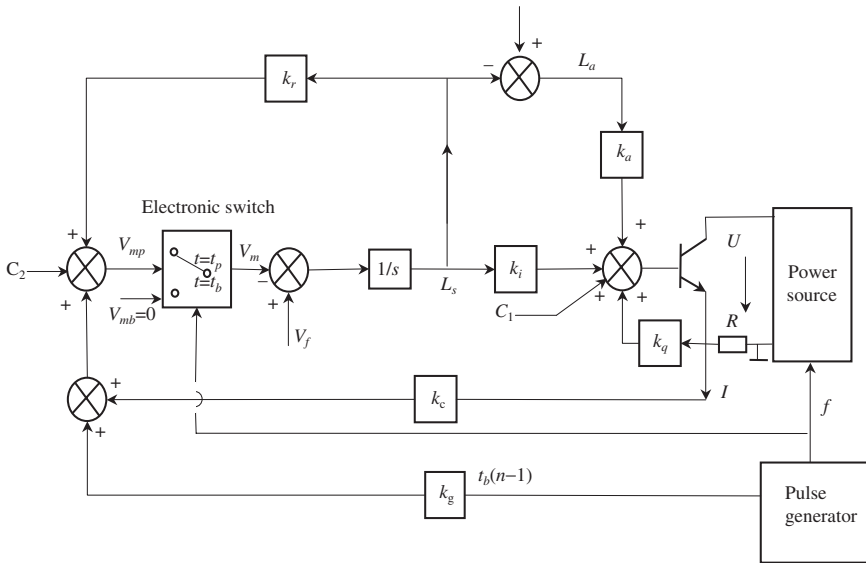 +
− L_a
k_r
k_a
Electronic switch
+
+
C_2
V_mp
t=t_p
t=t_b
V_m
−
1/s
L_s
k_i
+
C_1
+
+
U
Power
source
+
V_mb=0
+
V_f
k_q
R
+
k_c
I
f
+
t_b(n−1)
k_g
Pulse
generator